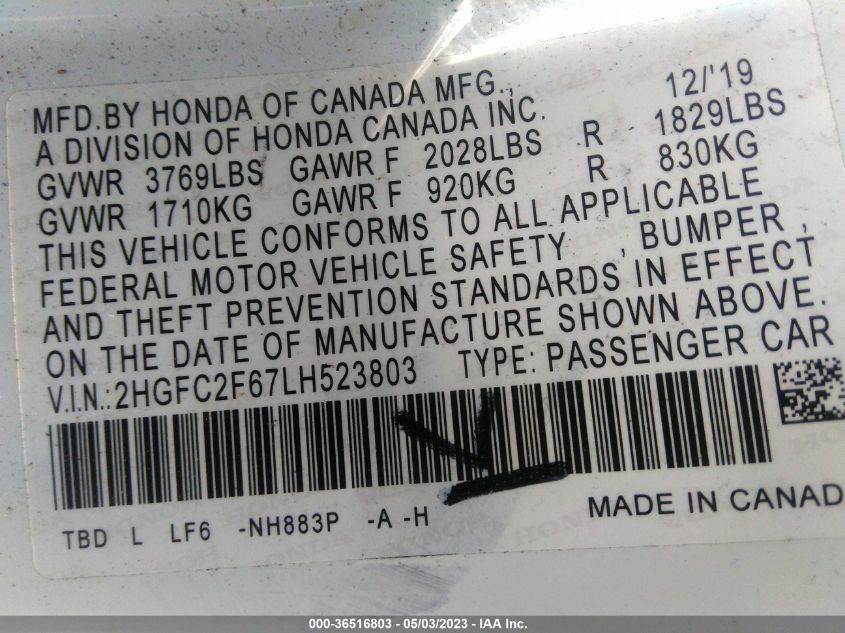 MFD.BY HONDA OF CANADA MFG., 12/'19
A DIVISION OF HONDA CANADA INC.
GVWR 3769LBS GAWR F 2028LBS R 1829LBS
GVWR 1710KG GAWR F 920KG R 830KG
THIS VEHICLE CONFORMS TO ALL APPLICABLE
FEDERAL MOTOR VEHICLE SAFETY , BUMPER ,
AND THEFT PREVENTION STANDARDS IN EFFECT
ON THE DATE OF MANUFACTURE SHOWN ABOVE.
V.I.N.:2HGFC2F67LH523803 TYPE: PASSENGER CAR
TBD L LF6 -NH883P -A -H MADE IN CANAD
000-36516803 - 05/03/2023 - IAA Inc.